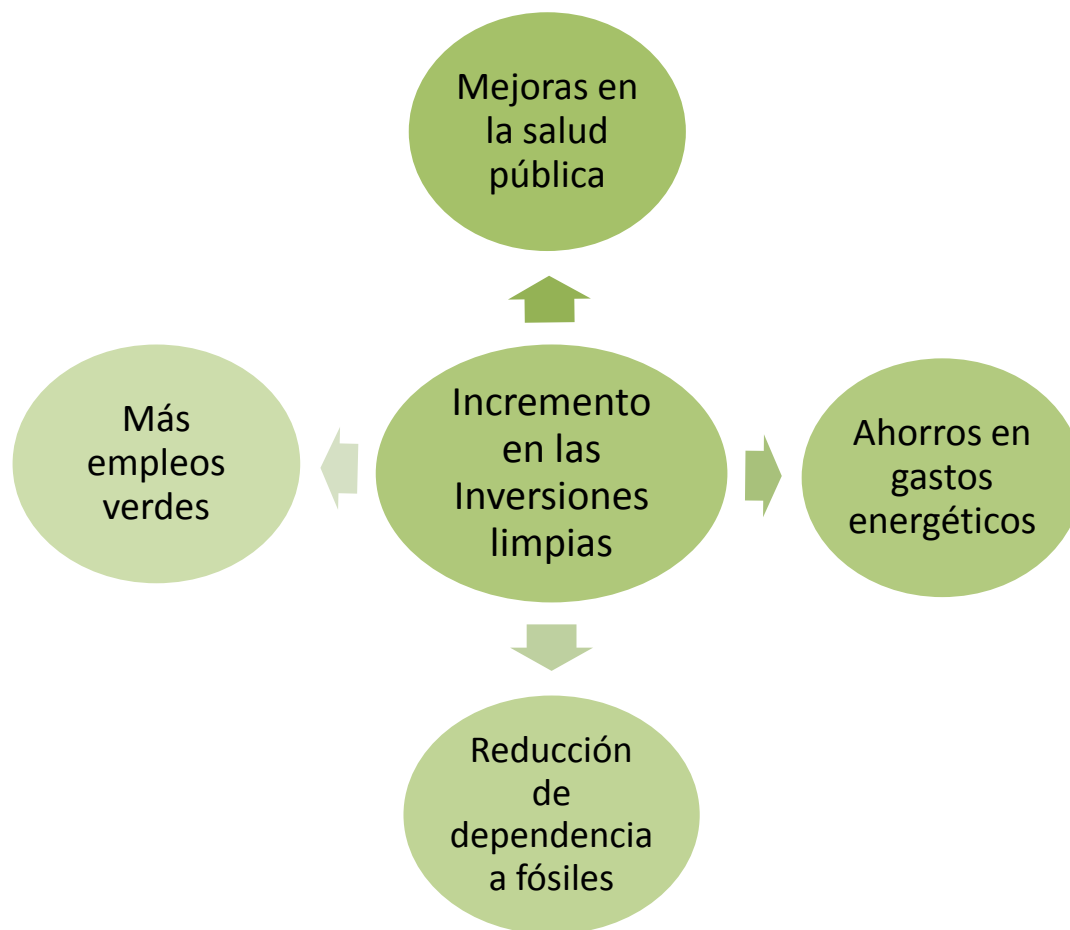 Mejoras en
la salud
pública
Más
empleos
verdes
Incremento
en las
Inversiones
limpias
Ahorros en
gastos
energéticos
Reducción
de
dependencia
a fósiles